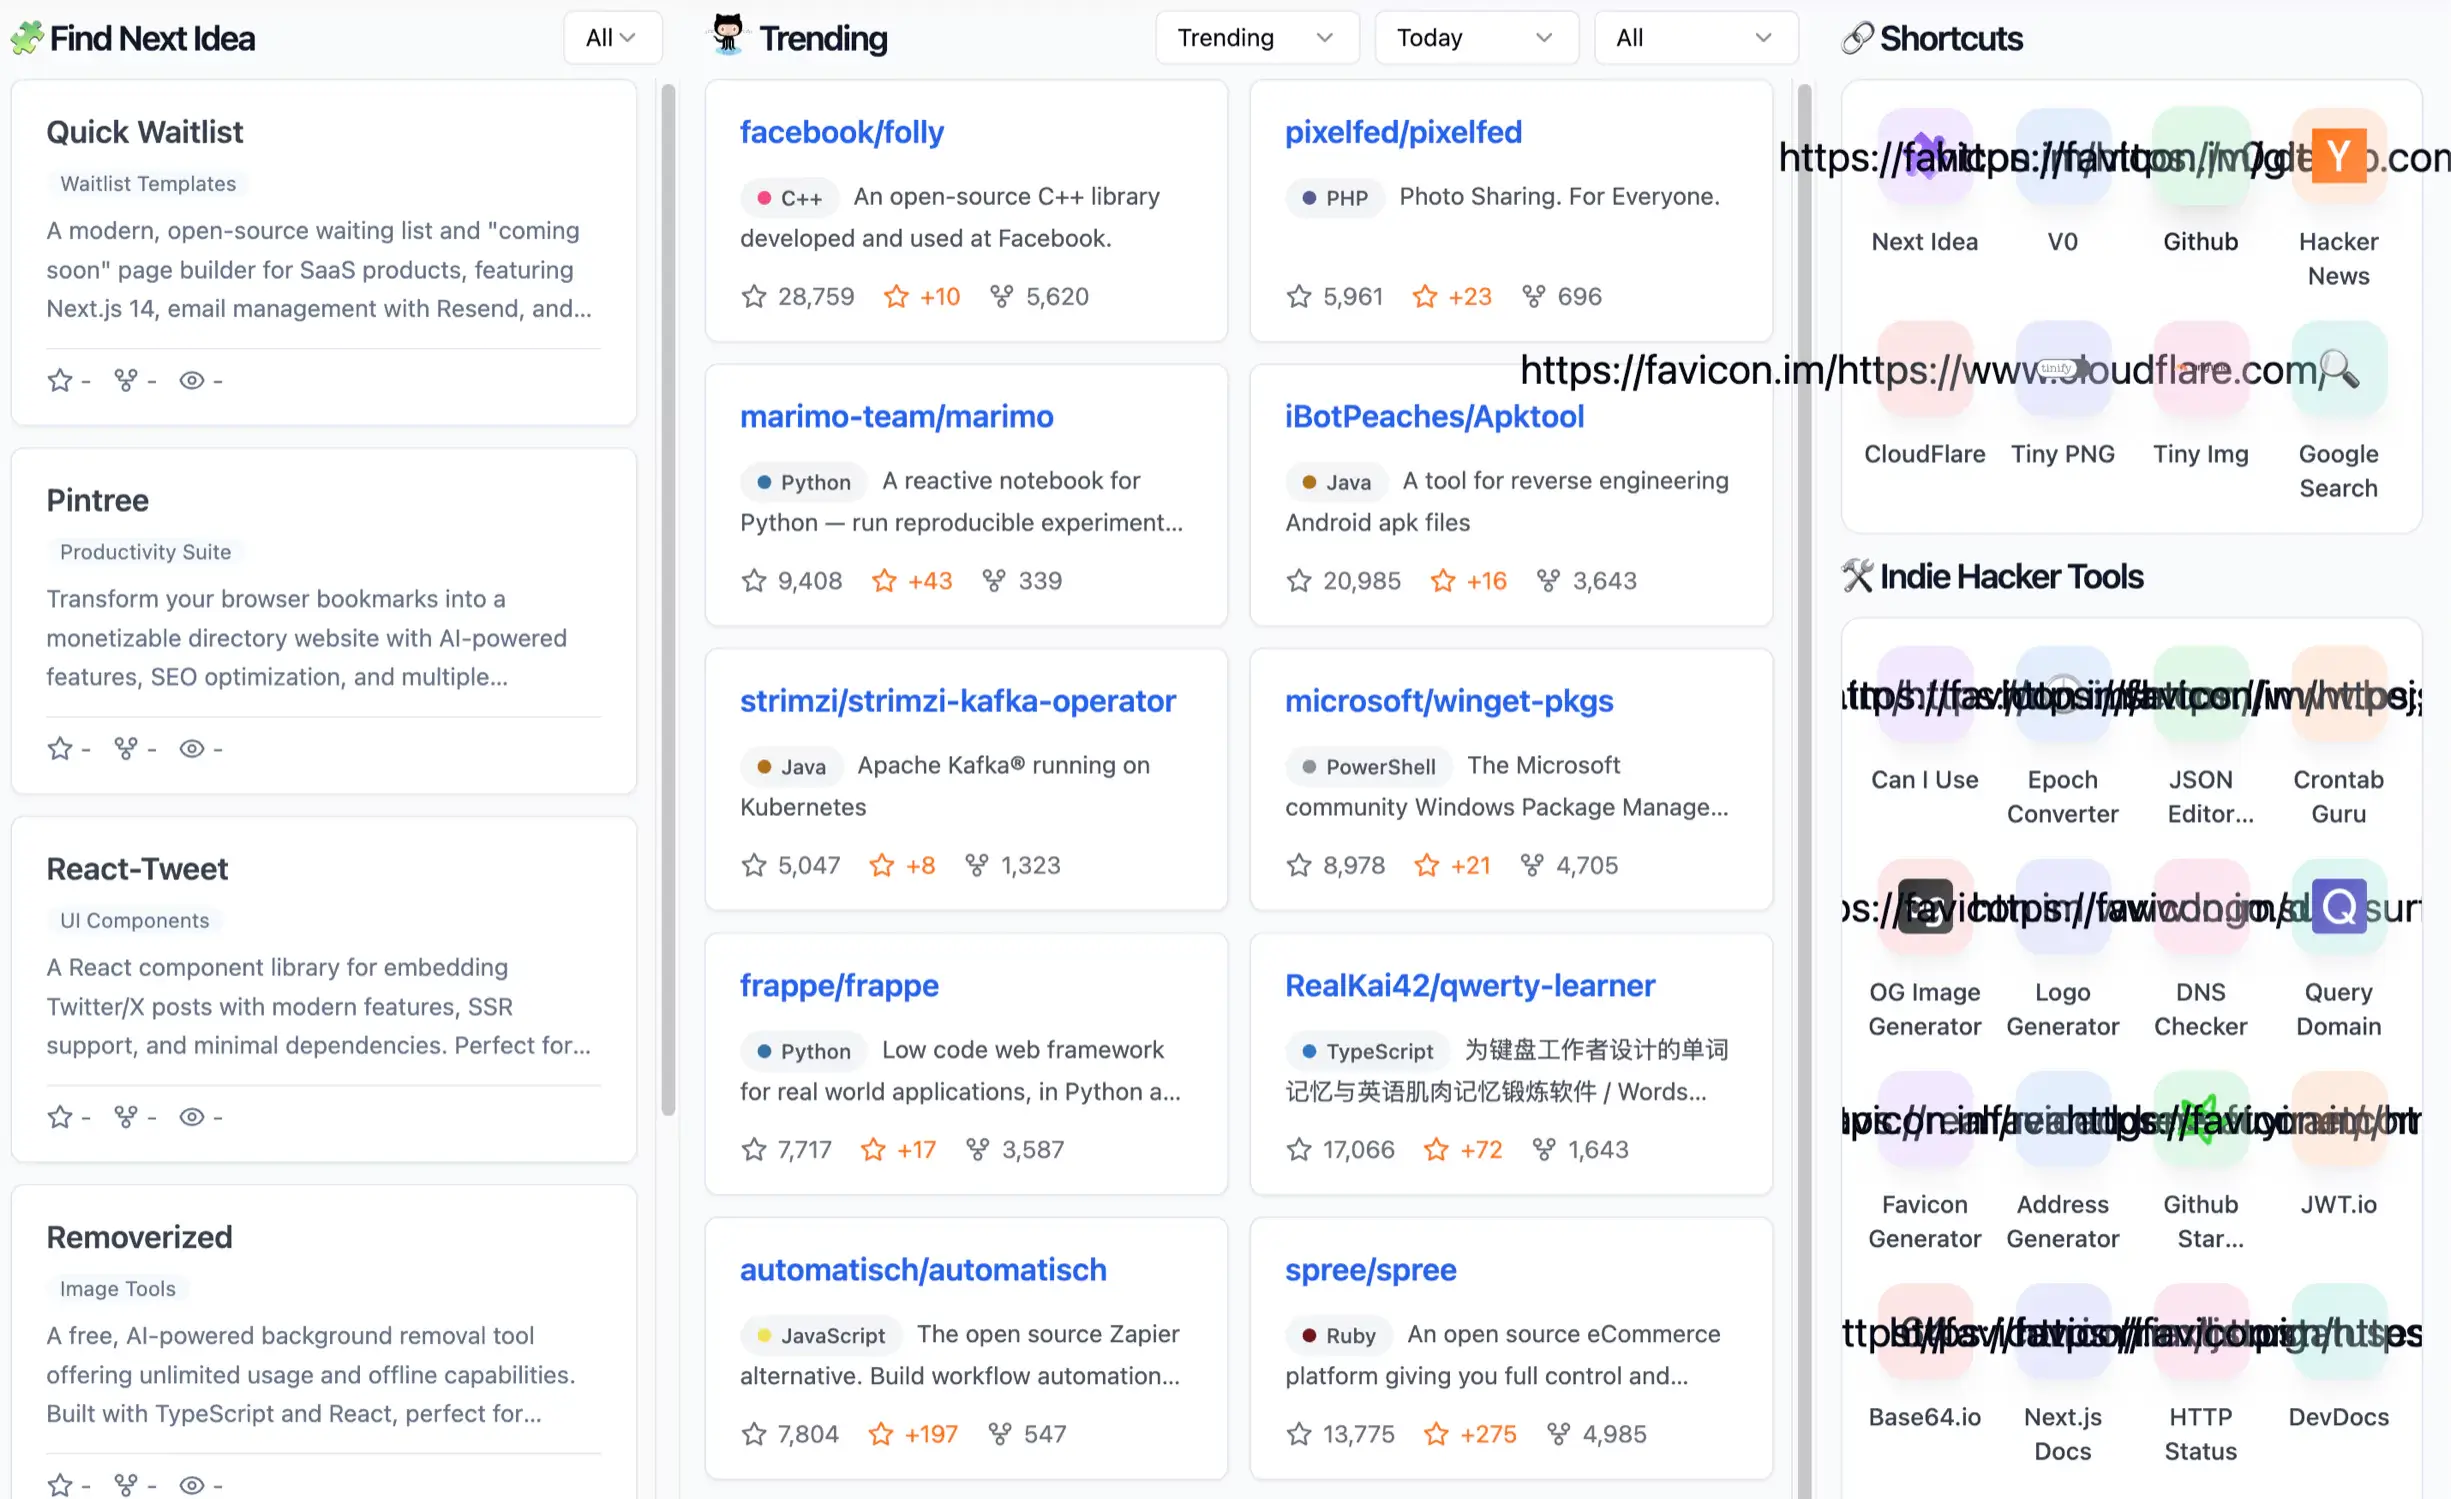 Find Next Idea
All
Quick Waitlist
Waitlist Templates
A modern, open-source waiting list and "coming
soon" page builder for SaaS products, featuring
Next.js 14, email management with Resend, and...
- - -
Pintree
Productivity Suite
Transform your browser bookmarks into a
monetizable directory website with AI-powered
features, SEO optimization, and multiple...
- - -
React-Tweet
UI Components
A React component library for embedding
Twitter/X posts with modern features, SSR
support, and minimal dependencies. Perfect for...
- - -
Removerized
Image Tools
A free, AI-powered background removal tool
offering unlimited usage and offline capabilities.
Built with TypeScript and React, perfect for...
- - -
Trending
Trending
Today
All
facebook/folly
C++ An open-source C++ library
developed and used at Facebook.
28,759 +10 5,620
pixelfed/pixelfed
PHP Photo Sharing. For Everyone.
5,961 +23 696
marimo-team/marimo
Python A reactive notebook for
Python — run reproducible experiment...
9,408 +43 339
iBotPeaches/Apktool
Java A tool for reverse engineering
Android apk files
20,985 +16 3,643
strimzi/strimzi-kafka-operator
Java Apache Kafka® running on
Kubernetes
5,047 +8 1,323
microsoft/winget-pkgs
PowerShell The Microsoft
community Windows Package Manage...
8,978 +21 4,705
frappe/frappe
Python Low code web framework
for real world applications, in Python a...
7,717 +17 3,587
RealKai42/qwerty-learner
TypeScript 为键盘工作者设计的单词
记忆与英语肌肉记忆锻炼软件 / Words...
17,066 +72 1,643
automatisch/automatisch
JavaScript The open source Zapier
alternative. Build workflow automation...
7,804 +197 547
spree/spree
Ruby An open source eCommerce
platform giving you full control and...
13,775 +275 4,985
Shortcuts
Y
Next Idea
V0
Github
Hacker
News
https://favicon.im/https://www.cloudflare.com/
tinify
CloudFlare
Tiny PNG
Tiny Img
Google
Search
Indie Hacker Tools
Can I Use
Epoch
Converter
JSON
Editor...
Crontab
Guru
OG Image
Generator
Logo
Generator
DNS
Checker
Query
Domain
Favicon
Generator
Address
Generator
Github
Star...
JWT.io
Base64.io
Next.js
Docs
HTTP
Status
DevDocs